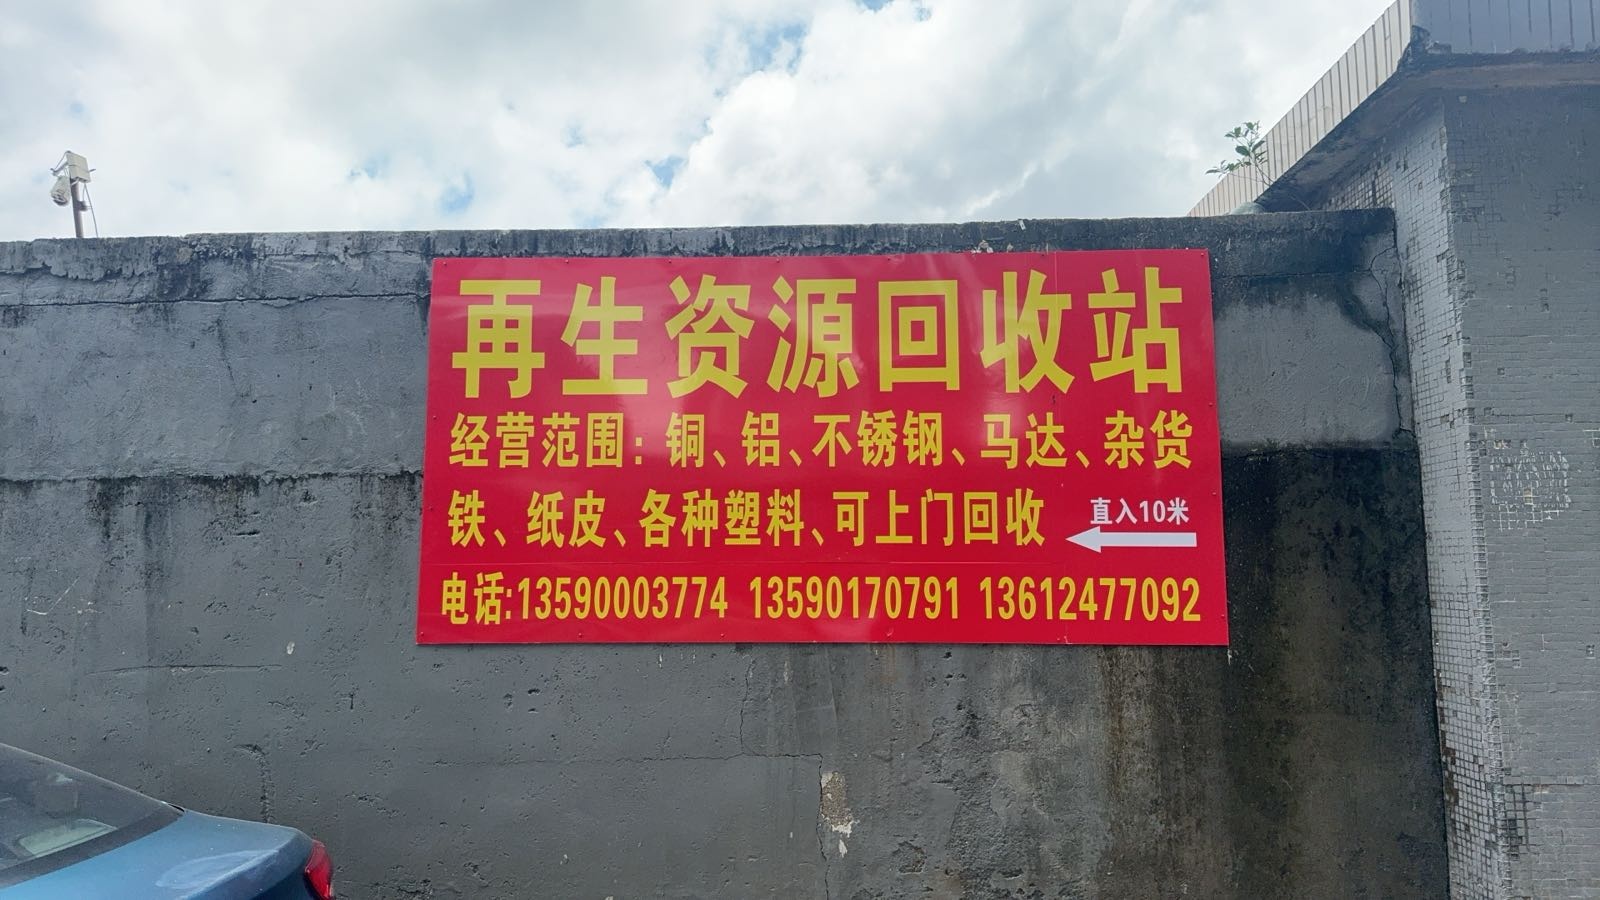 再生资源回收站
经营范围：铜、铝、不锈钢、马达、杂货
铁、纸皮、各种塑料、可上门回收
直入10米
电话:13590003774 13590170791 13612477092